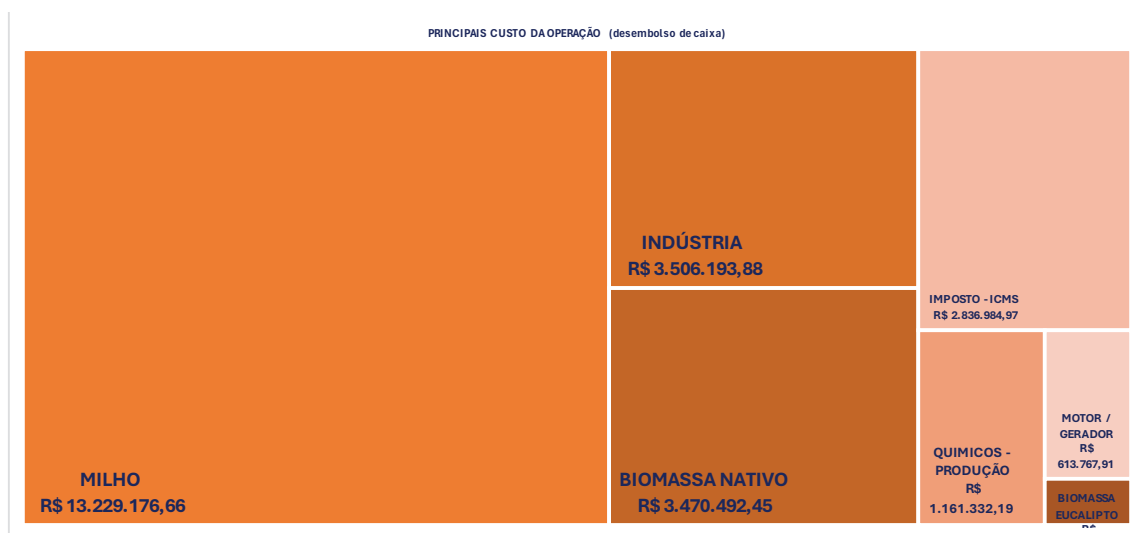 PRINCIPAIS CUSTO DA OPERAÇÃO (desembolso de caixa)
MILHO
R$ 13.229.176,66
INDÚSTRIA
R$ 3.506.193,88
BIOMASSA NATIVO
R$ 3.470.492,45
IMPOSTO - ICMS
R$ 2.836.984,97
QUIMICOS -
PRODUÇÃO
R$
1.161.332,19
MOTOR /
GERADOR
R$
613.767,91
BIOMASSA
EUCALIPTO
R$